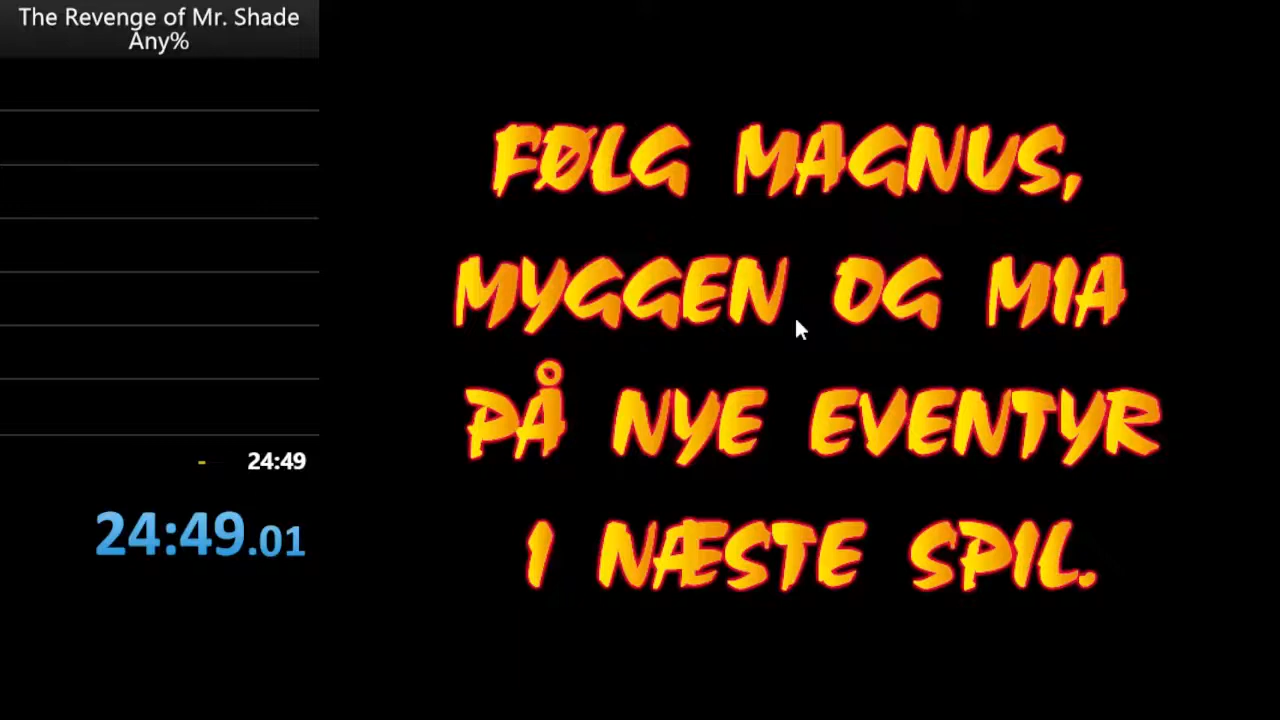 The Revenge of Mr. Shade
Any%
FØLG MAGNUS,
MYGGEN OG MIA
PÅ NYE EVENTYR
I NÆSTE SPIL.
- 24:49
24:49.01